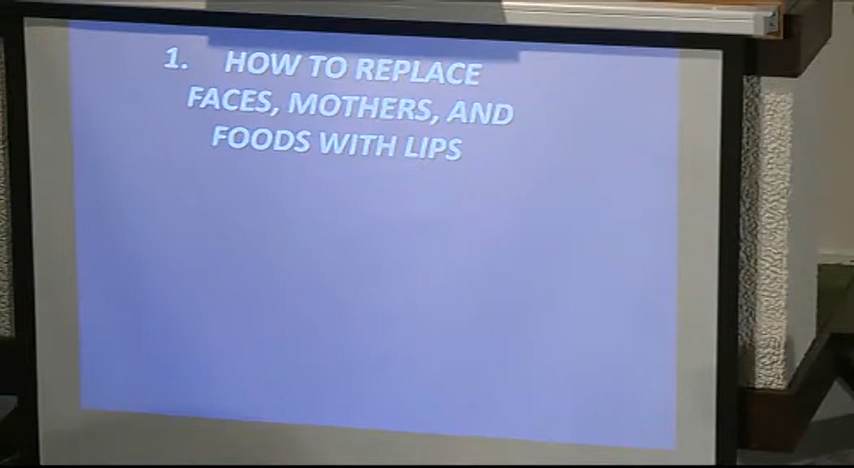 1. HOW TO REPLACE
FACES, MOTHERS, AND
FOODS WITH LIPS